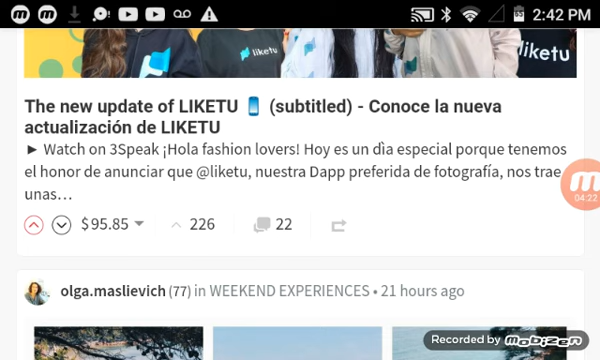 2:42 PM
liketu
liketu
The new update of LIKETU 📱 (subtitled) - Conoce la nueva
actualización de LIKETU
► Watch on 3Speak ¡Hola fashion lovers! Hoy es un dìa especial porque tenemos
el honor de anunciar que @liketu, nuestra Dapp preferida de fotografía, nos trae
unas…
$95.85 226 22
04:22
olga.maslievich (77) in WEEKEND EXPERIENCES • 21 hours ago
Recorded by mobizen